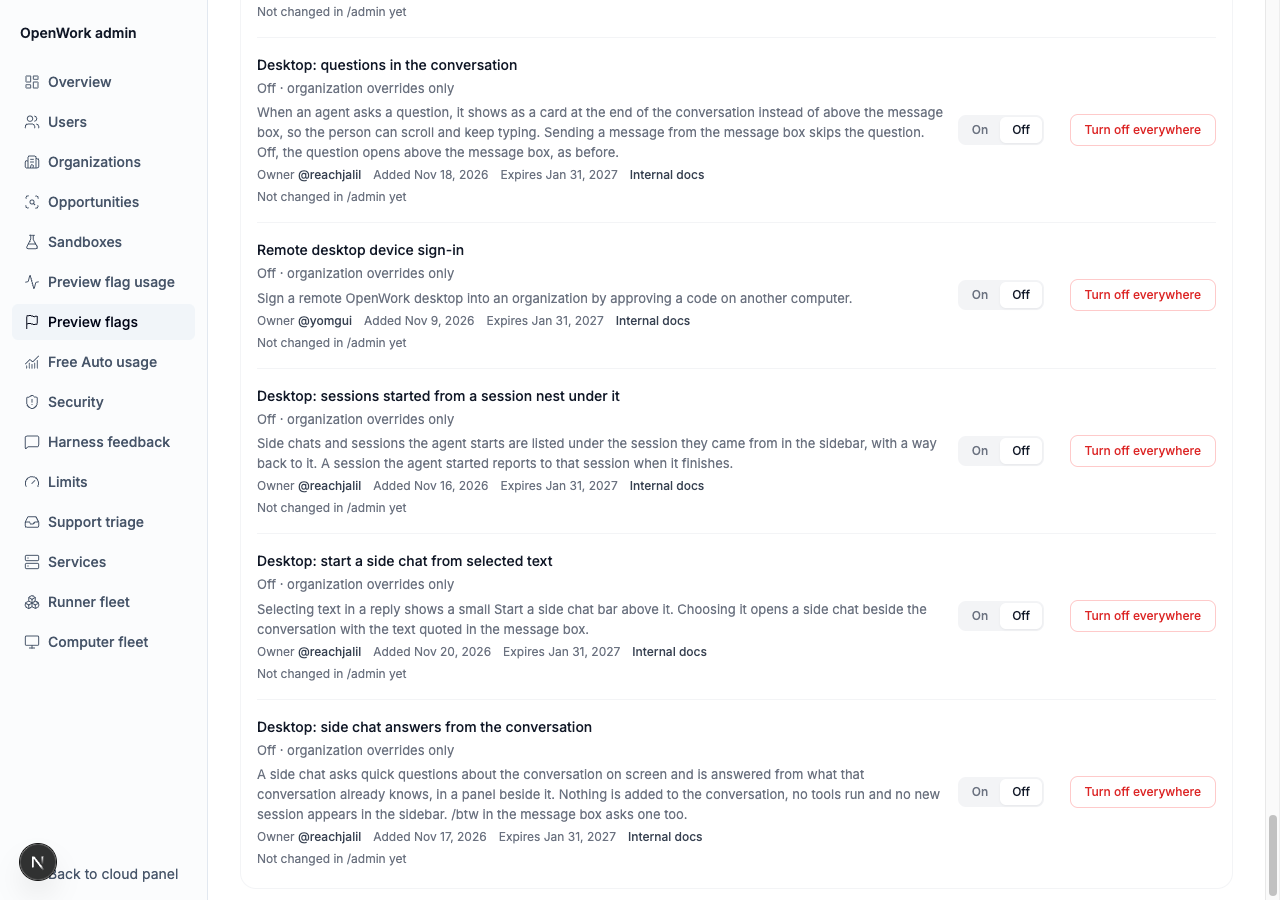 OpenWork admin
Overview
Users
Organizations
Opportunities
Sandboxes
Preview flag usage
Preview flags
Free Auto usage
Security
Harness feedback
Limits
Support triage
Services
Runner fleet
Computer fleet
N
Back to cloud panel
Not changed in /admin yet
Desktop: questions in the conversation
Off · organization overrides only
When an agent asks a question, it shows as a card at the end of the conversation instead of above the message
box, so the person can scroll and keep typing. Sending a message from the message box skips the question.
Off, the question opens above the message box, as before.
Owner @reachjalil Added Nov 18, 2026 Expires Jan 31, 2027 Internal docs
Not changed in /admin yet
On Off Turn off everywhere
Remote desktop device sign-in
Off · organization overrides only
Sign a remote OpenWork desktop into an organization by approving a code on another computer.
Owner @yomgui Added Nov 9, 2026 Expires Jan 31, 2027 Internal docs
Not changed in /admin yet
On Off Turn off everywhere
Desktop: sessions started from a session nest under it
Off · organization overrides only
Side chats and sessions the agent starts are listed under the session they came from in the sidebar, with a way
back to it. A session the agent started reports to that session when it finishes.
Owner @reachjalil Added Nov 16, 2026 Expires Jan 31, 2027 Internal docs
Not changed in /admin yet
On Off Turn off everywhere
Desktop: start a side chat from selected text
Off · organization overrides only
Selecting text in a reply shows a small Start a side chat bar above it. Choosing it opens a side chat beside the
conversation with the text quoted in the message box.
Owner @reachjalil Added Nov 20, 2026 Expires Jan 31, 2027 Internal docs
Not changed in /admin yet
On Off Turn off everywhere
Desktop: side chat answers from the conversation
Off · organization overrides only
A side chat asks quick questions about the conversation on screen and is answered from what that
conversation already knows, in a panel beside it. Nothing is added to the conversation, no tools run and no new
session appears in the sidebar. /btw in the message box asks one too.
Owner @reachjalil Added Nov 17, 2026 Expires Jan 31, 2027 Internal docs
Not changed in /admin yet
On Off Turn off everywhere